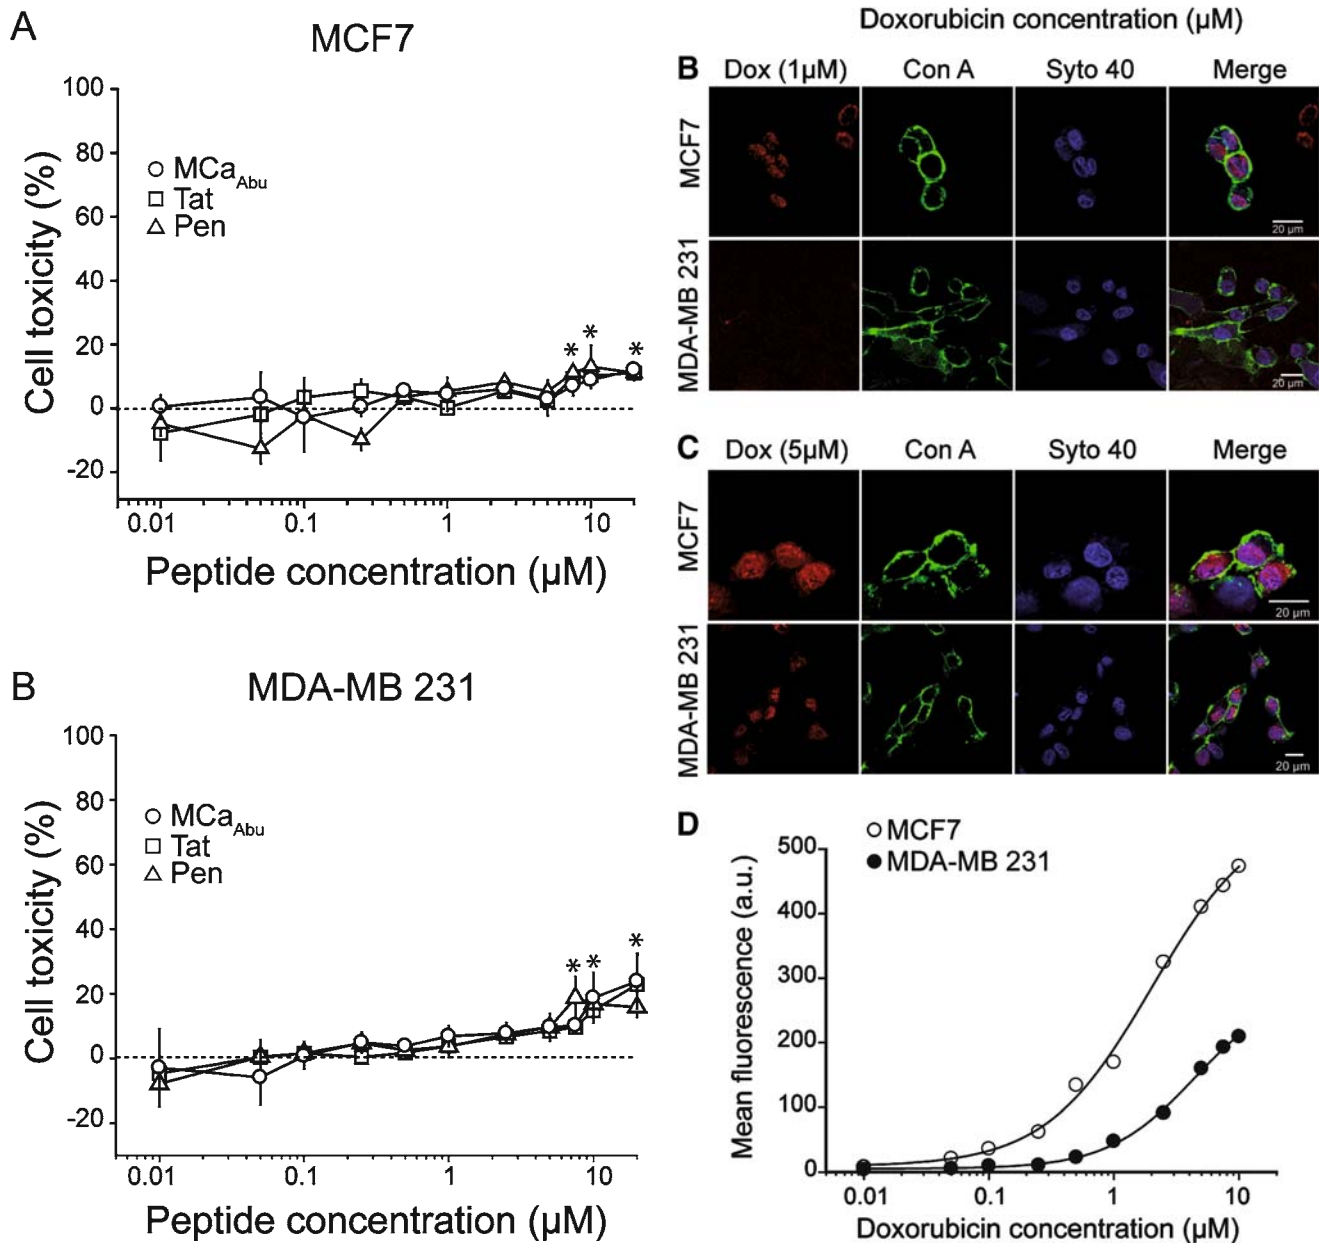 A
MCF7
Cell toxicity (%)
100
80
60
40
20
0
-20
MCa_Abu
Tat
Pen
* * *
0.01 0.1 1 10
Peptide concentration (µM)
B
MDA-MB 231
Cell toxicity (%)
100
80
60
40
20
0
-20
MCa_Abu
Tat
Pen
* * *
0.01 0.1 1 10
Peptide concentration (µM)
Doxorubicin concentration (µM)
B Dox (1µM) Con A Syto 40 Merge
MCF7
20 µm
MDA-MB 231
20 µm
C Dox (5µM) Con A Syto 40 Merge
MCF7
20 µm
MDA-MB 231
20 µm
D
MCF7
MDA-MB 231
Mean fluorescence (a.u.)
500
400
300
200
100
0
0.01 0.1 1 10
Doxorubicin concentration (µM)